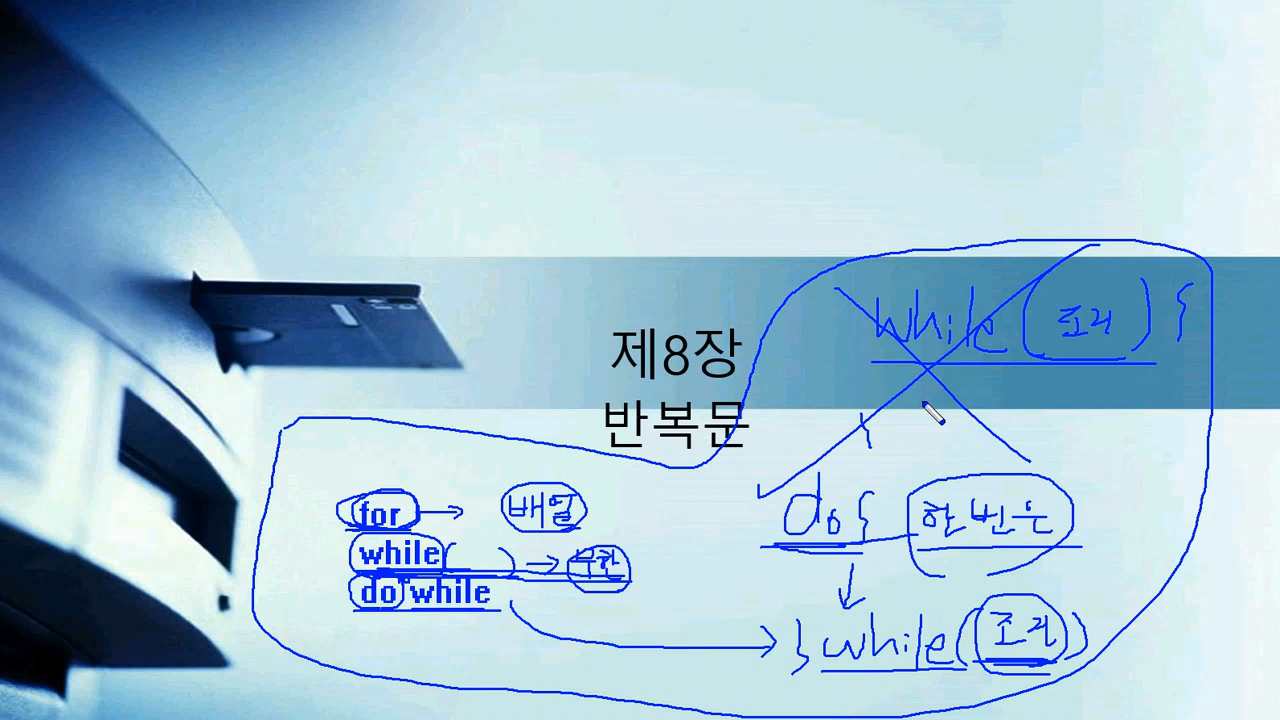 제8장
반복문
while(조건){
for → 배열
while( ) → 무한
do while
do{ 한번은
}while(조건)